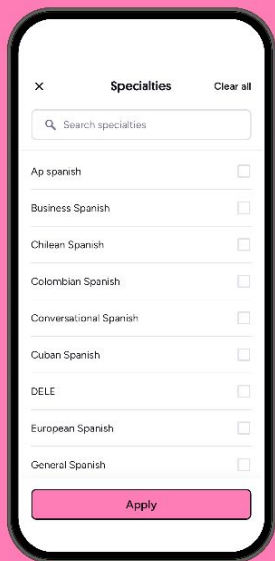 × Specialties Clear all
Search specialties
Ap spanish
Business Spanish
Chilean Spanish
Colombian Spanish
Conversational Spanish
Cuban Spanish
DELE
European Spanish
General Spanish
Apply